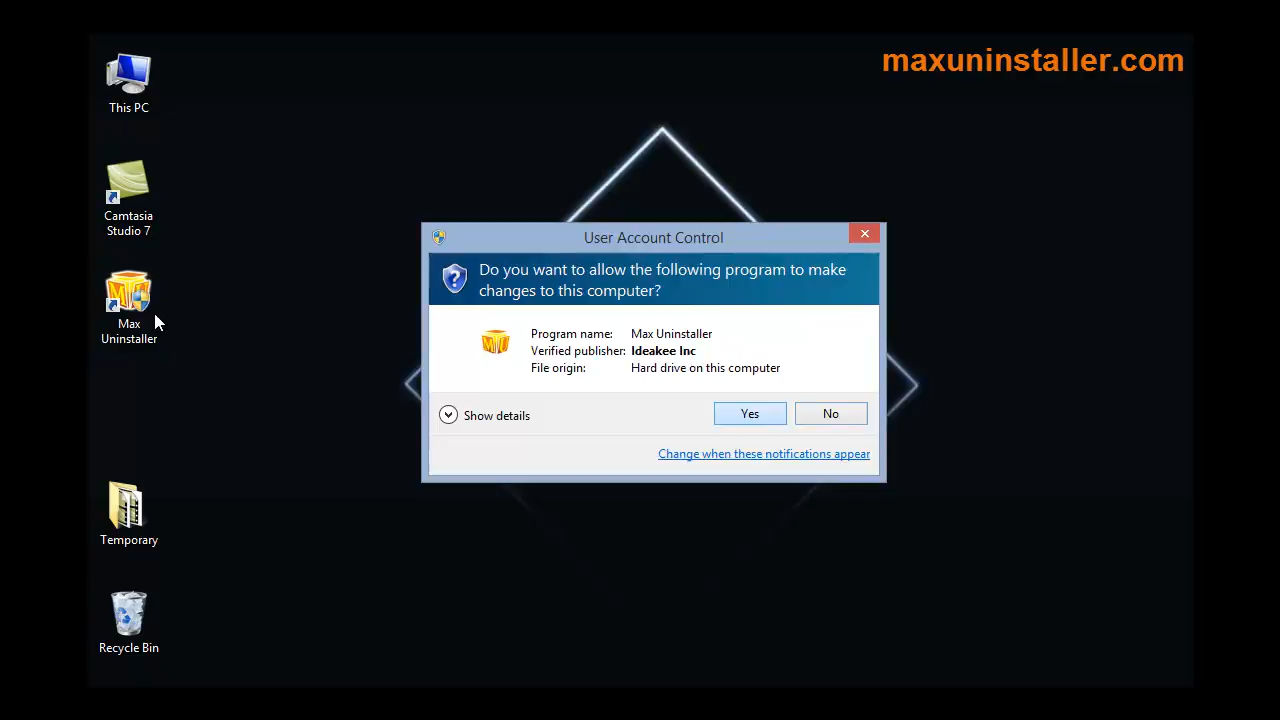 maxuninstaller.com
This PC
Camtasia
Studio 7
Max
Uninstaller
Temporary
Recycle Bin
User Account Control
Do you want to allow the following program to make
changes to this computer?
Program name: Max Uninstaller
Verified publisher: Ideakee Inc
File origin: Hard drive on this computer
Show details
Yes
No
Change when these notifications appear